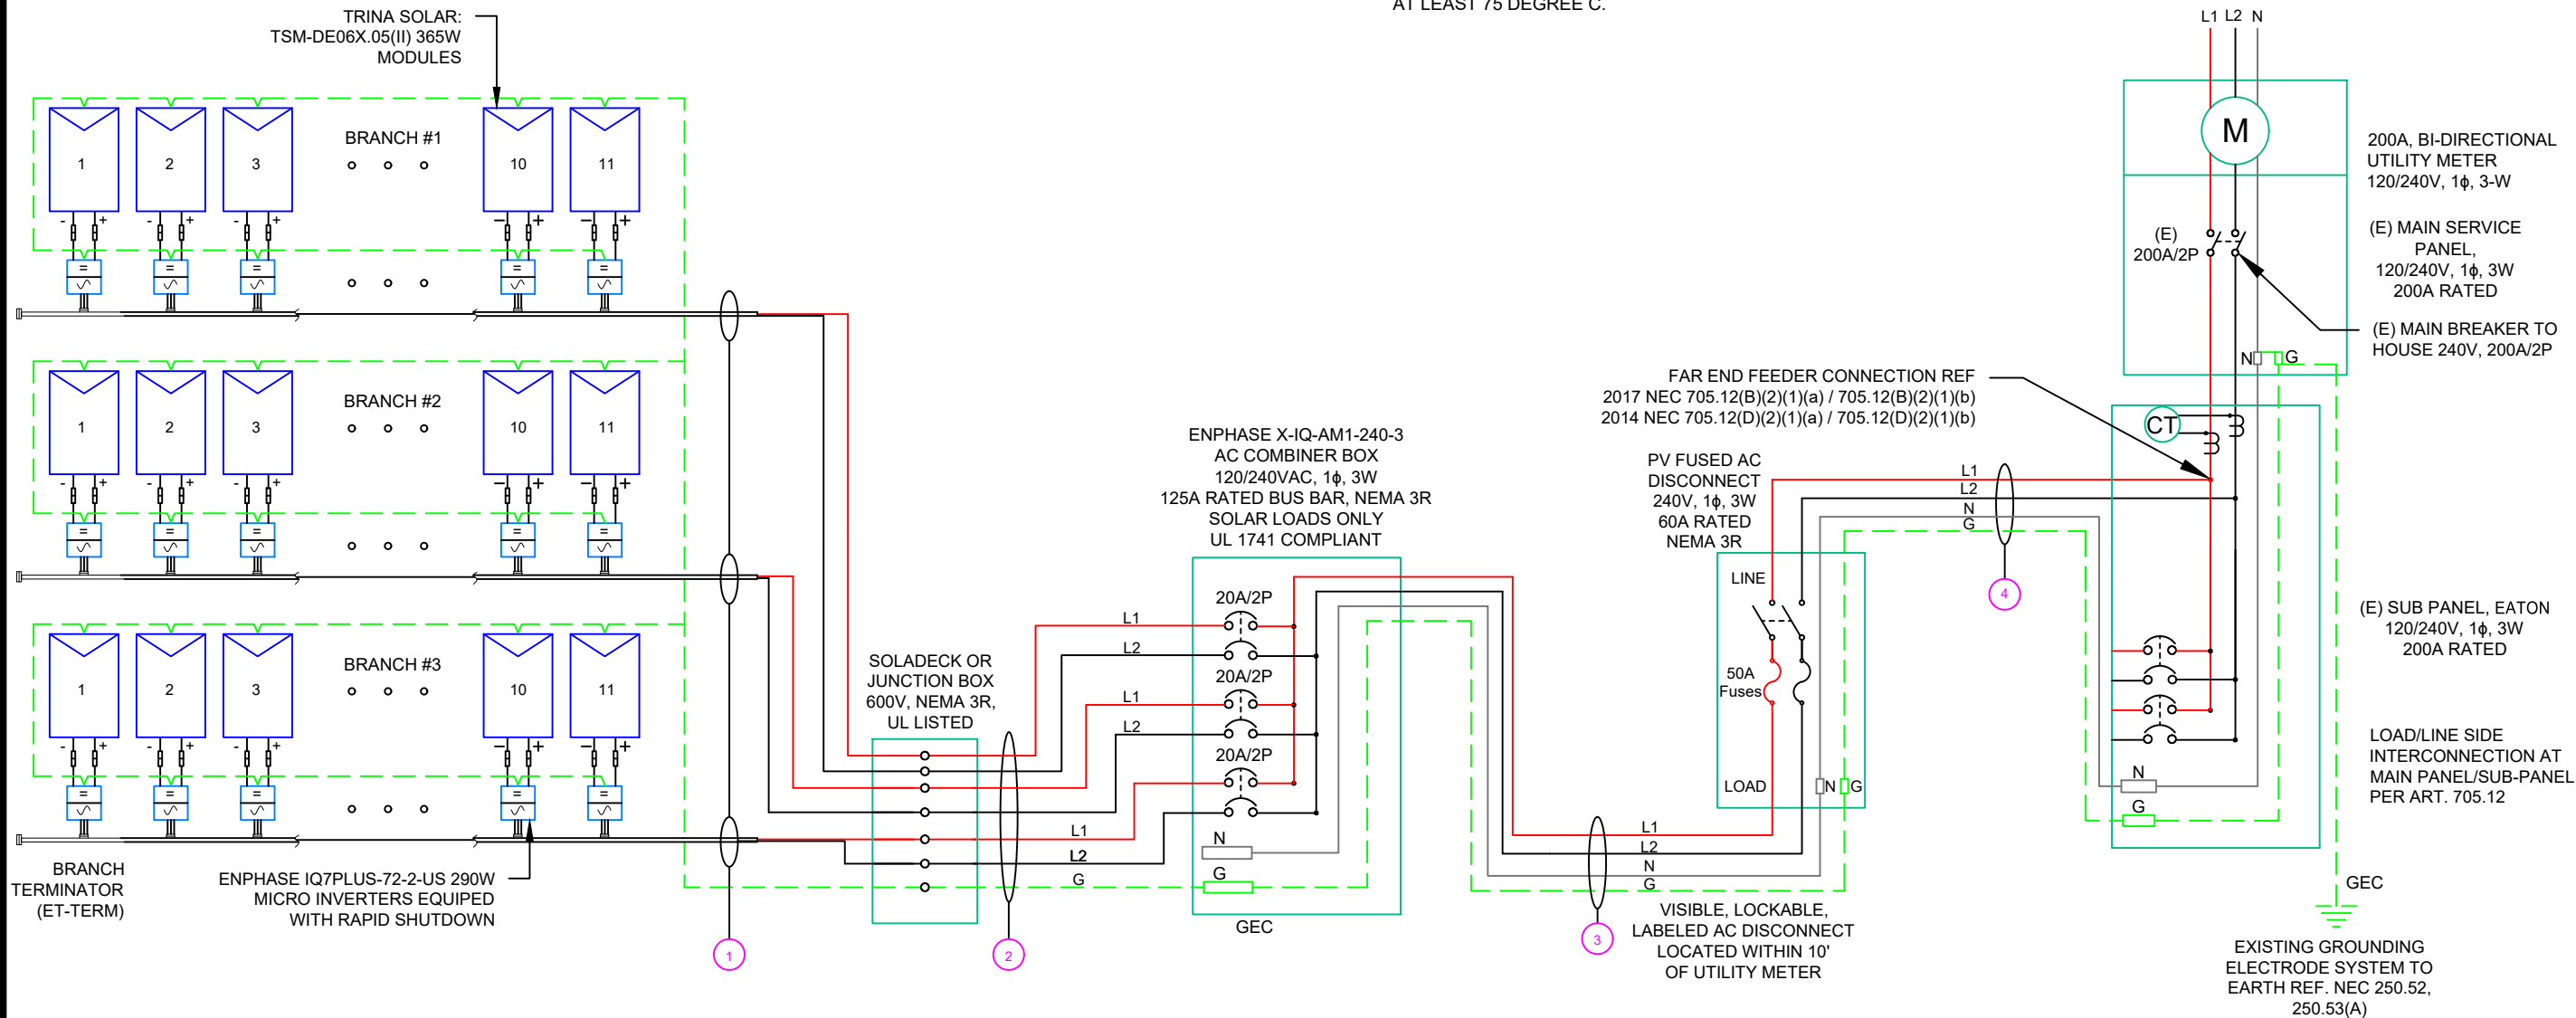 AT LEAST 75 DEGREE C.
TRINA SOLAR:
TSM-DE06X.05(II) 365W
MODULES
1
2
3
BRANCH #1
10
11
- +
- +
- +
- +
- +
=
=
=
=
=
1
2
3
BRANCH #2
10
11
- +
- +
- +
- +
- +
=
=
=
=
=
1
2
3
BRANCH #3
10
11
- +
- +
- +
- +
- +
=
=
=
=
=
BRANCH
TERMINATOR
(ET-TERM)
ENPHASE IQ7PLUS-72-2-US 290W
MICRO INVERTERS EQUIPED
WITH RAPID SHUTDOWN
1
SOLADECK OR
JUNCTION BOX
600V, NEMA 3R,
UL LISTED
L1
L2
L1
L2
L1
L2
G
2
ENPHASE X-IQ-AM1-240-3
AC COMBINER BOX
120/240VAC, 1ϕ, 3W
125A RATED BUS BAR, NEMA 3R
SOLAR LOADS ONLY
UL 1741 COMPLIANT
20A/2P
20A/2P
20A/2P
N
G
GEC
L1
L2
N
G
3
PV FUSED AC
DISCONNECT
240V, 1ϕ, 3W
60A RATED
NEMA 3R
LINE
50A
Fuses
LOAD
N
G
VISIBLE, LOCKABLE,
LABELED AC DISCONNECT
LOCATED WITHIN 10'
OF UTILITY METER
FAR END FEEDER CONNECTION REF
2017 NEC 705.12(B)(2)(1)(a) / 705.12(B)(2)(1)(b)
2014 NEC 705.12(D)(2)(1)(a) / 705.12(D)(2)(1)(b)
L1
L2
N
G
4
L1 L2 N
M
200A, BI-DIRECTIONAL
UTILITY METER
120/240V, 1ϕ, 3-W
(E)
200A/2P
(E) MAIN SERVICE
PANEL,
120/240V, 1ϕ, 3W
200A RATED
(E) MAIN BREAKER TO
HOUSE 240V, 200A/2P
N
G
CT
(E) SUB PANEL, EATON
120/240V, 1ϕ, 3W
200A RATED
LOAD/LINE SIDE
INTERCONNECTION AT
MAIN PANEL/SUB-PANEL
PER ART. 705.12
N
G
GEC
EXISTING GROUNDING
ELECTRODE SYSTEM TO
EARTH REF. NEC 250.52,
250.53(A)